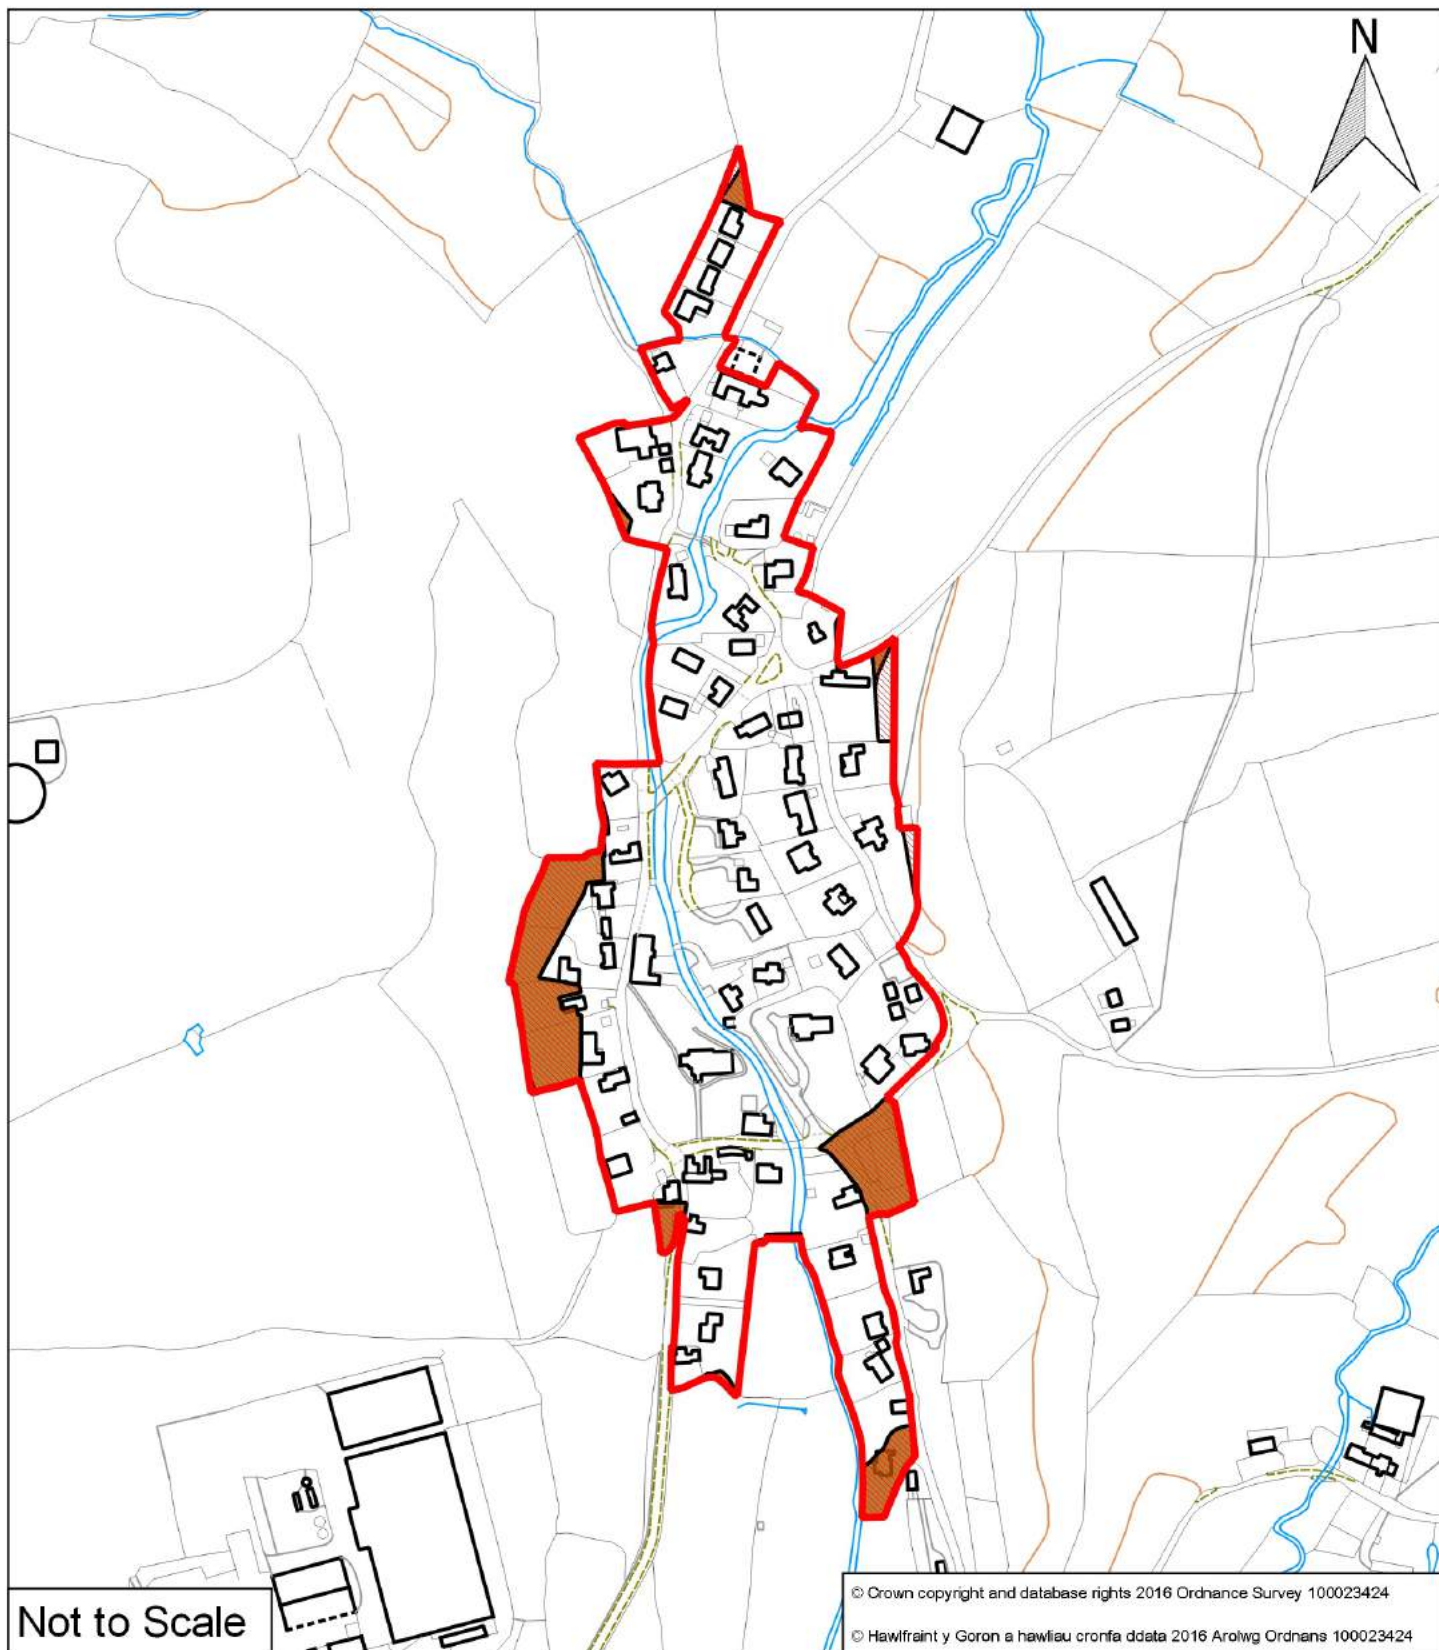 N
Not to Scale
© Crown copyright and database rights 2016 Ordnance Survey 100023424
© Hawlfraint y Goron a hawliau cronfa ddata 2016 Arolwg Ordnans 100023424